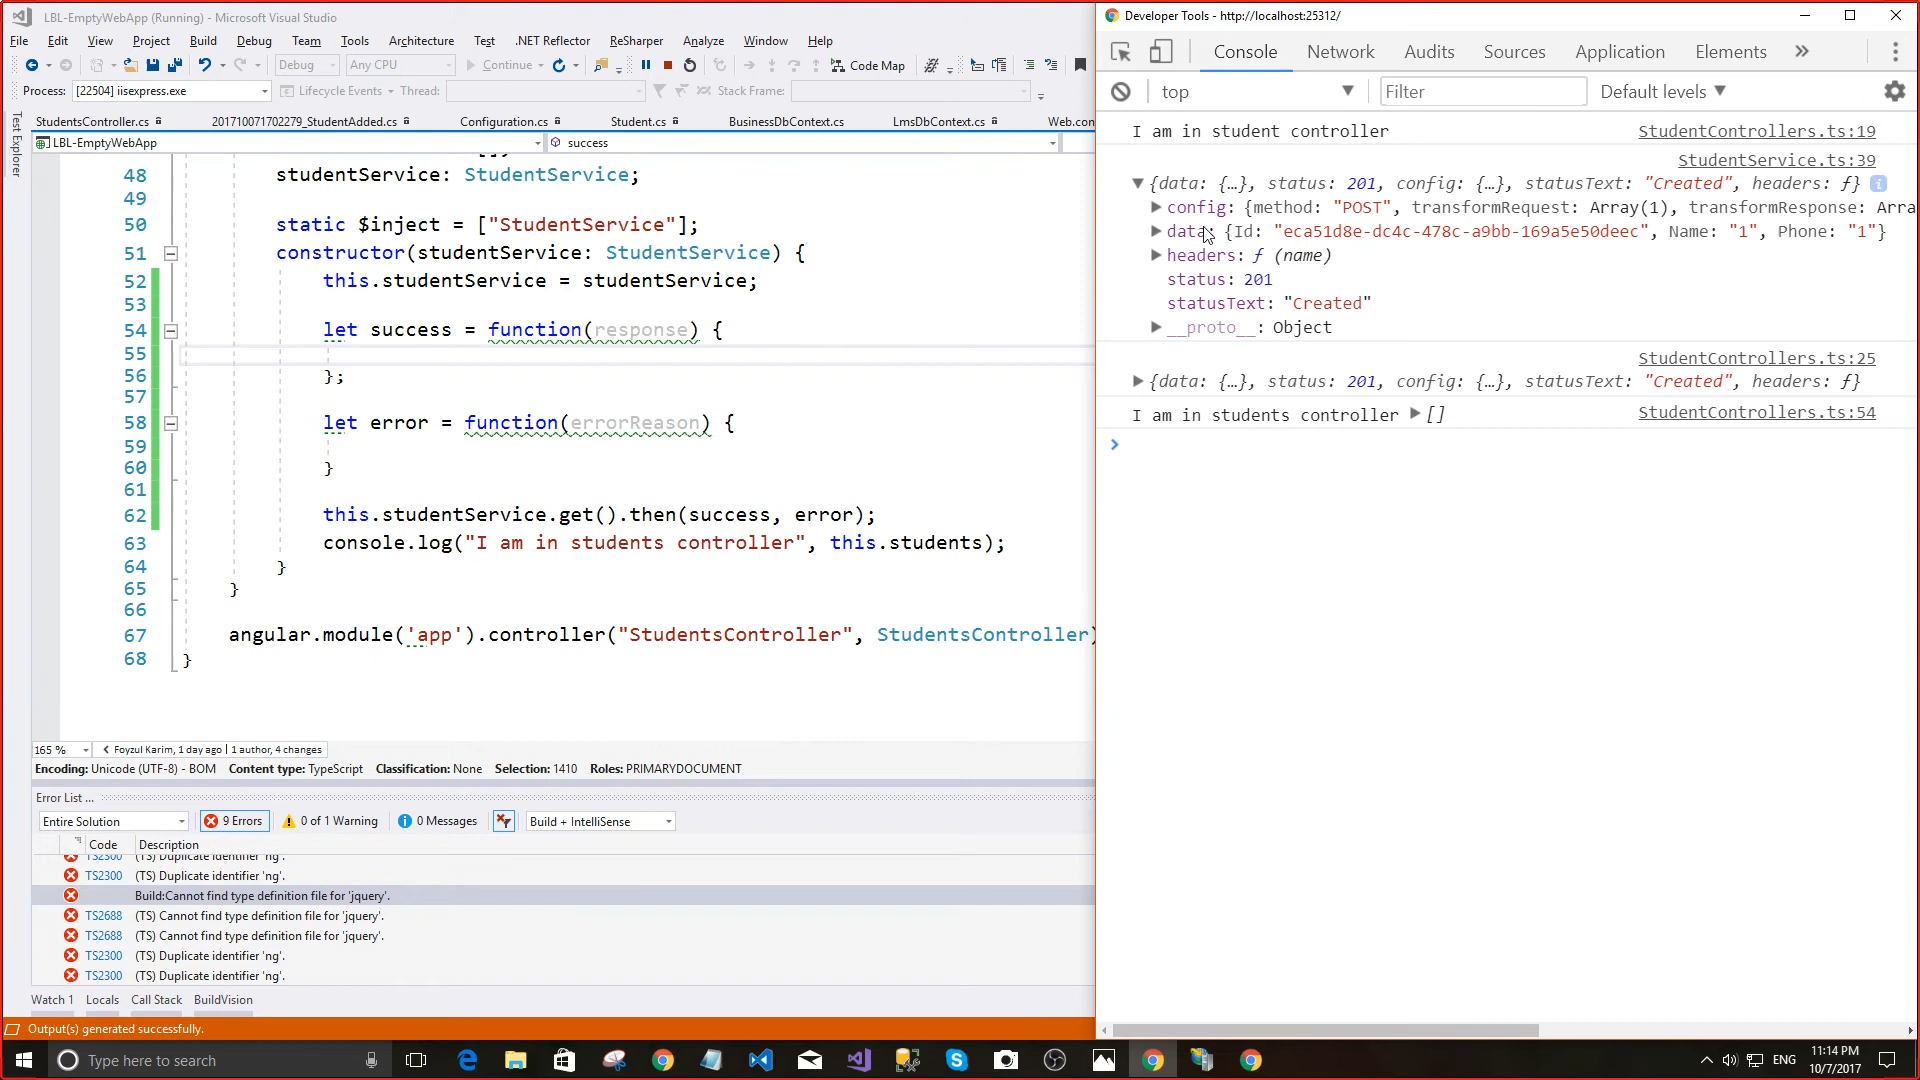 LBL-EmptyWebApp (Running) - Microsoft Visual Studio
File Edit View Project Build Debug Team Tools Architecture Test .NET Reflector ReSharper Analyze Window Help
Debug Any CPU Continue Code Map
Process: [22504] iisexpress.exe Lifecycle Events Thread: Stack Frame:
Test Explorer
StudentsController.cs 201710071702279_StudentAdded.cs Configuration.cs Student.cs BusinessDbContext.cs LmsDbContext.cs Web.con
LBL-EmptyWebApp success
48 studentService: StudentService;
49
50 static $inject = ["StudentService"];
51 constructor(studentService: StudentService) {
52 this.studentService = studentService;
53
54 let success = function(response) {
55
56 };
57
58 let error = function(errorReason) {
59
60 }
61
62 this.studentService.get().then(success, error);
63 console.log("I am in students controller", this.students);
64 }
65 }
66
67 angular.module('app').controller("StudentsController", StudentsController)
68 }
165 % Foyzul Karim, 1 day ago | 1 author, 4 changes
Encoding: Unicode (UTF-8) - BOM Content type: TypeScript Classification: None Selection: 1410 Roles: PRIMARYDOCUMENT
Error List ...
Entire Solution 9 Errors 0 of 1 Warning 0 Messages Build + IntelliSense
Code Description
TS2300 (TS) Duplicate identifier 'ng'.
TS2300 (TS) Duplicate identifier 'ng'.
Build:Cannot find type definition file for 'jquery'.
TS2688 (TS) Cannot find type definition file for 'jquery'.
TS2688 (TS) Cannot find type definition file for 'jquery'.
TS2300 (TS) Duplicate identifier 'ng'.
TS2300 (TS) Duplicate identifier 'ng'.
Watch 1 Locals Call Stack BuildVision
Output(s) generated successfully.
Developer Tools - http://localhost:25312/
Console Network Audits Sources Application Elements »
top Filter Default levels
I am in student controller StudentControllers.ts:19
StudentService.ts:39
{data: {…}, status: 201, config: {…}, statusText: "Created", headers: ƒ}
config: {method: "POST", transformRequest: Array(1), transformResponse: Arra
data: {Id: "eca51d8e-dc4c-478c-a9bb-169a5e50deec", Name: "1", Phone: "1"}
headers: ƒ (name)
status: 201
statusText: "Created"
__proto__: Object
StudentControllers.ts:25
{data: {…}, status: 201, config: {…}, statusText: "Created", headers: ƒ}
I am in students controller [] StudentControllers.ts:54
Type here to search
ENG
11:14 PM
10/7/2017